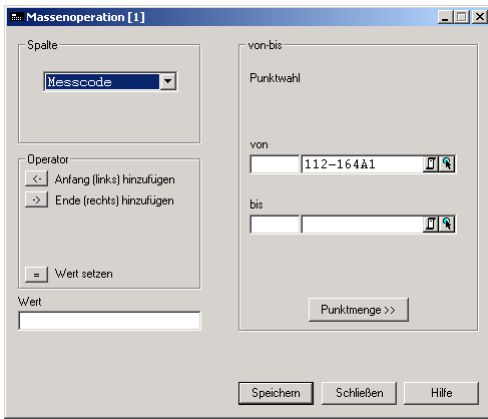 Massenoperation [1]
Spalte
Messcode
Operator
<- Anfang (links) hinzufügen
-> Ende (rechts) hinzufügen
= Wert setzen
Wert
von-bis
Punktwahl
von
112-164A1
bis
Punktmenge >>
Speichern Schließen Hilfe